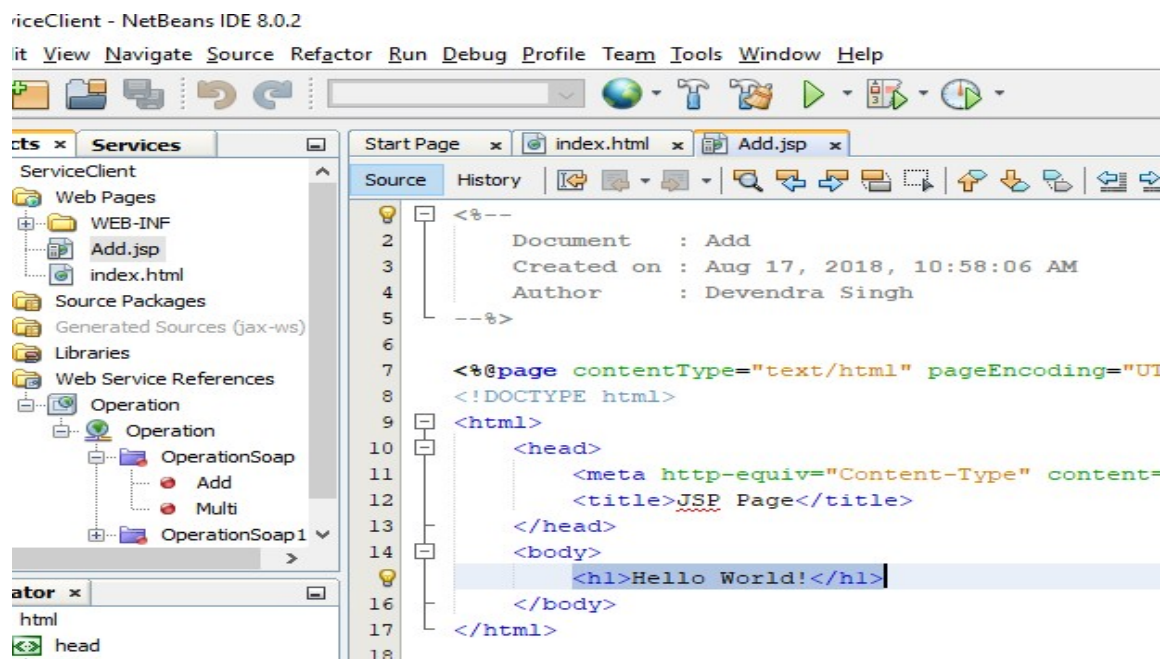 viceClient - NetBeans IDE 8.0.2
it View Navigate Source Refactor Run Debug Profile Team Tools Window Help
cts × Services
ServiceClient
Web Pages
WEB-INF
Add.jsp
index.html
Source Packages
Generated Sources (jax-ws)
Libraries
Web Service References
Operation
Operation
OperationSoap
Add
Multi
OperationSoap1
ator ×
html
head
Start Page × index.html × Add.jsp ×
Source History
<%--
2 Document : Add
3 Created on : Aug 17, 2018, 10:58:06 AM
4 Author : Devendra Singh
5 --%>
6
7 <%@page contentType="text/html" pageEncoding="UT
8 <!DOCTYPE html>
9 <html>
10 <head>
11 <meta http-equiv="Content-Type" content=
12 <title>JSP Page</title>
13 </head>
14 <body>
<h1>Hello World!</h1>
16 </body>
17 </html>
18